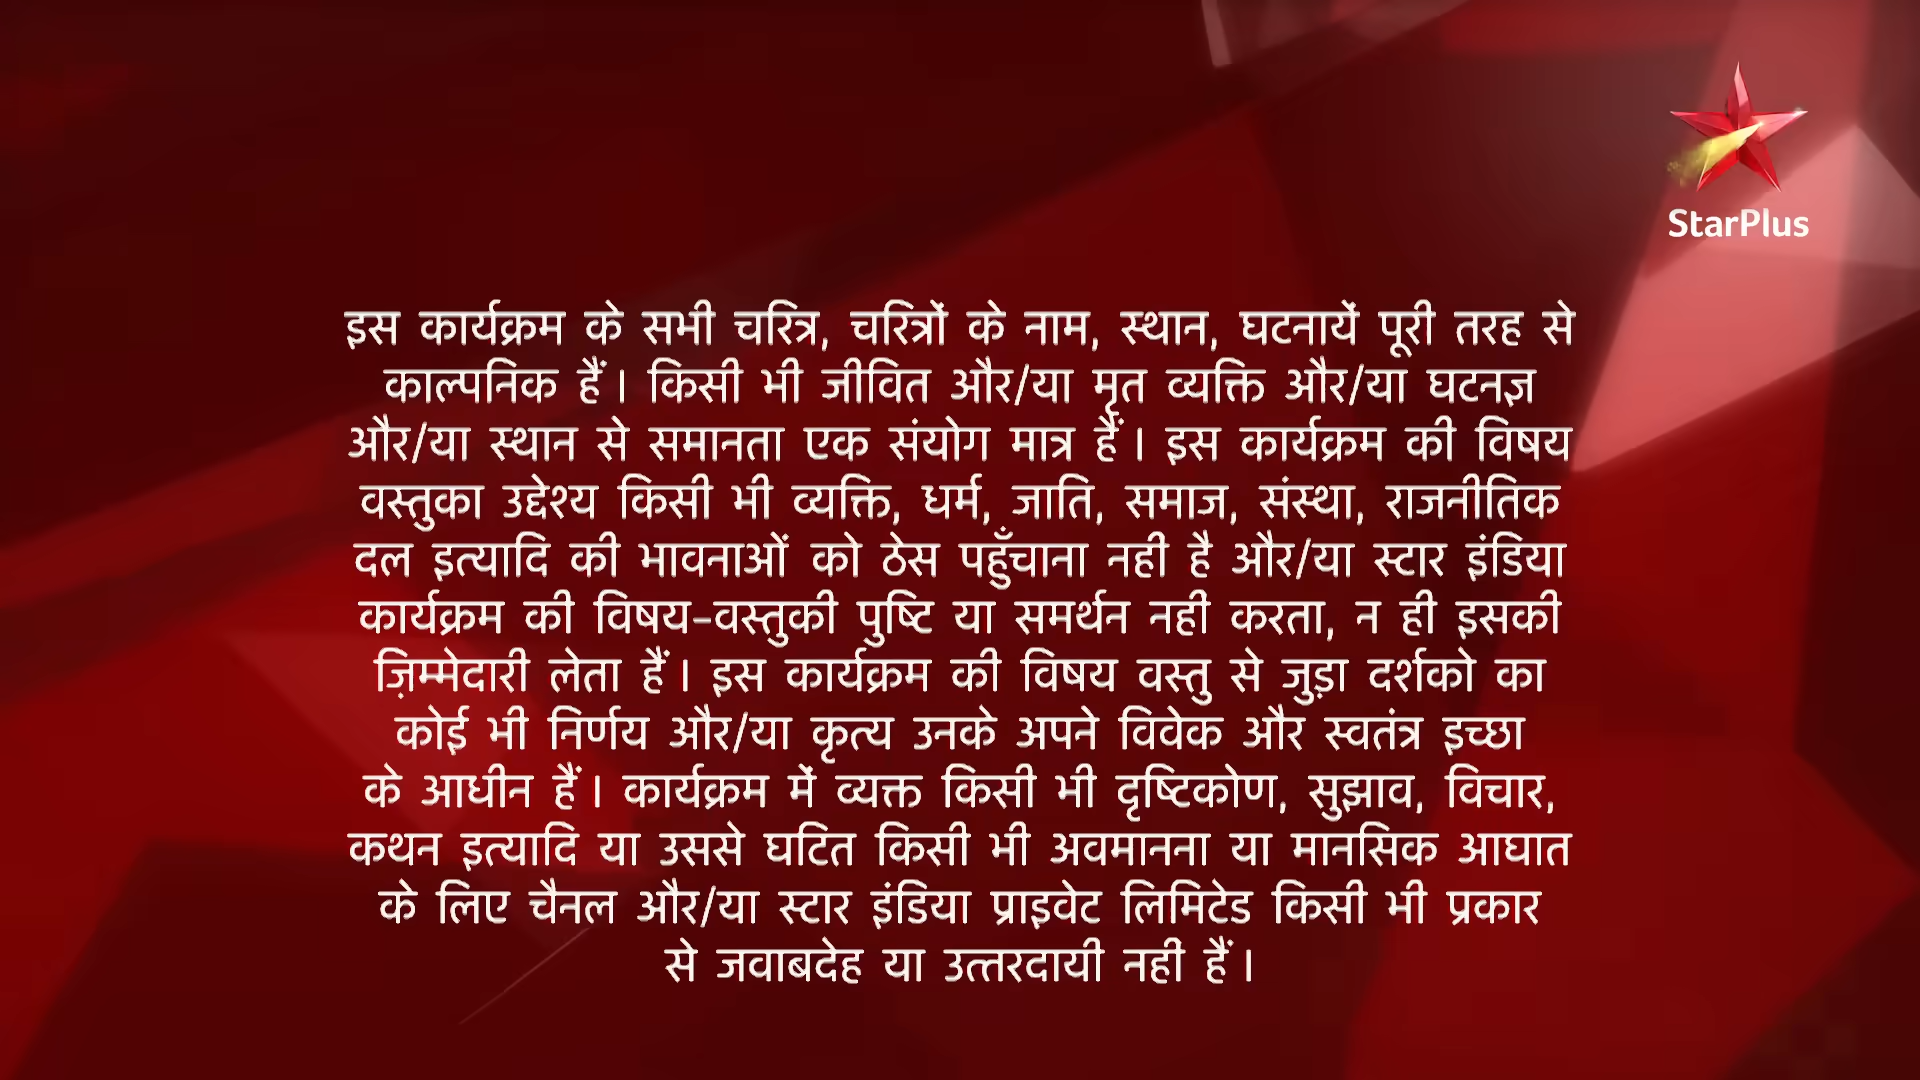 StarPlus
इस कार्यक्रम के सभी चरित्र, चरित्रों के नाम, स्थान, घटनायें पूरी तरह से
काल्पनिक हैं। किसी भी जीवित और/या मृत व्यक्ति और/या घटनज्ञ
और/या स्थान से समानता एक संयोग मात्र हैं। इस कार्यक्रम की विषय
वस्तुका उद्देश्य किसी भी व्यक्ति, धर्म, जाति, समाज, संस्था, राजनीतिक
दल इत्यादि की भावनाओं को ठेस पहुँचाना नही है और/या स्टार इंडिया
कार्यक्रम की विषय-वस्तुकी पुष्टि या समर्थन नही करता, न ही इसकी
ज़िम्मेदारी लेता हैं। इस कार्यक्रम की विषय वस्तु से जुड़ा दर्शको का
कोई भी निर्णय और/या कृत्य उनके अपने विवेक और स्वतंत्र इच्छा
के आधीन हैं। कार्यक्रम में व्यक्त किसी भी दृष्टिकोण, सुझाव, विचार,
कथन इत्यादि या उससे घटित किसी भी अवमानना या मानसिक आघात
के लिए चैनल और/या स्टार इंडिया प्राइवेट लिमिटेड किसी भी प्रकार
से जवाबदेह या उत्तरदायी नही हैं।